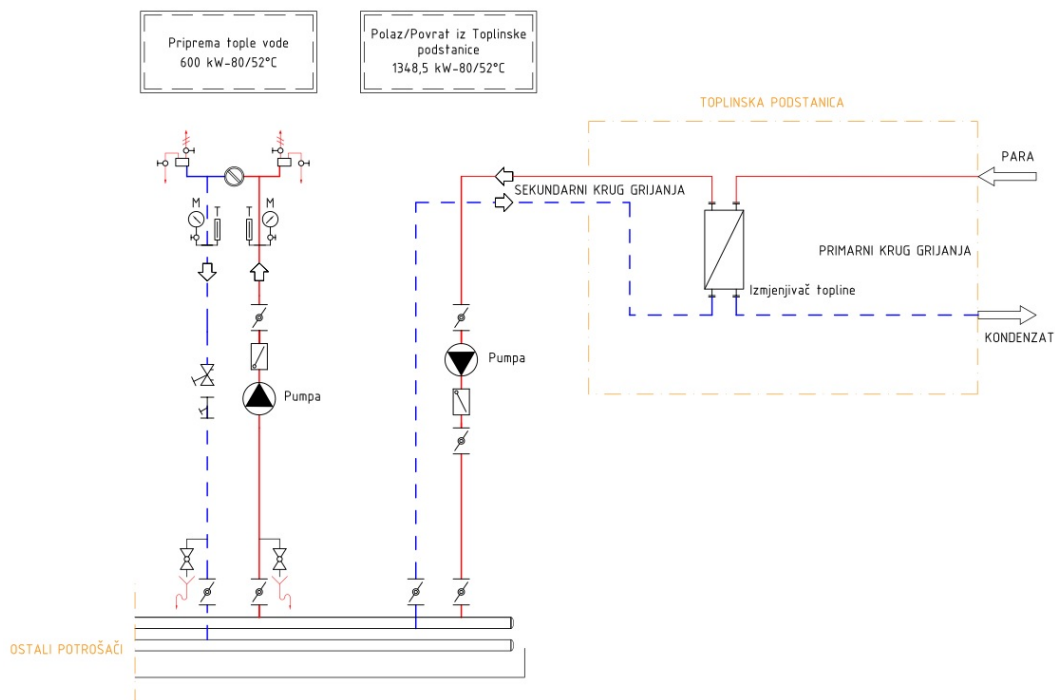 Priprema tople vode
600 kW-80/52°C
Polaz/Povrat iz Toplinske
podstanice
1348,5 kW-80/52°C
TOPLINSKA PODSTANICA
PARA
SEKUNDARNI KRUG GRIJANJA
M
T
T
M
PRIMARNI KRUG GRIJANJA
Izmjenjivač topline
KONDENZAT
Pumpa
Pumpa
OSTALI POTROŠAČI